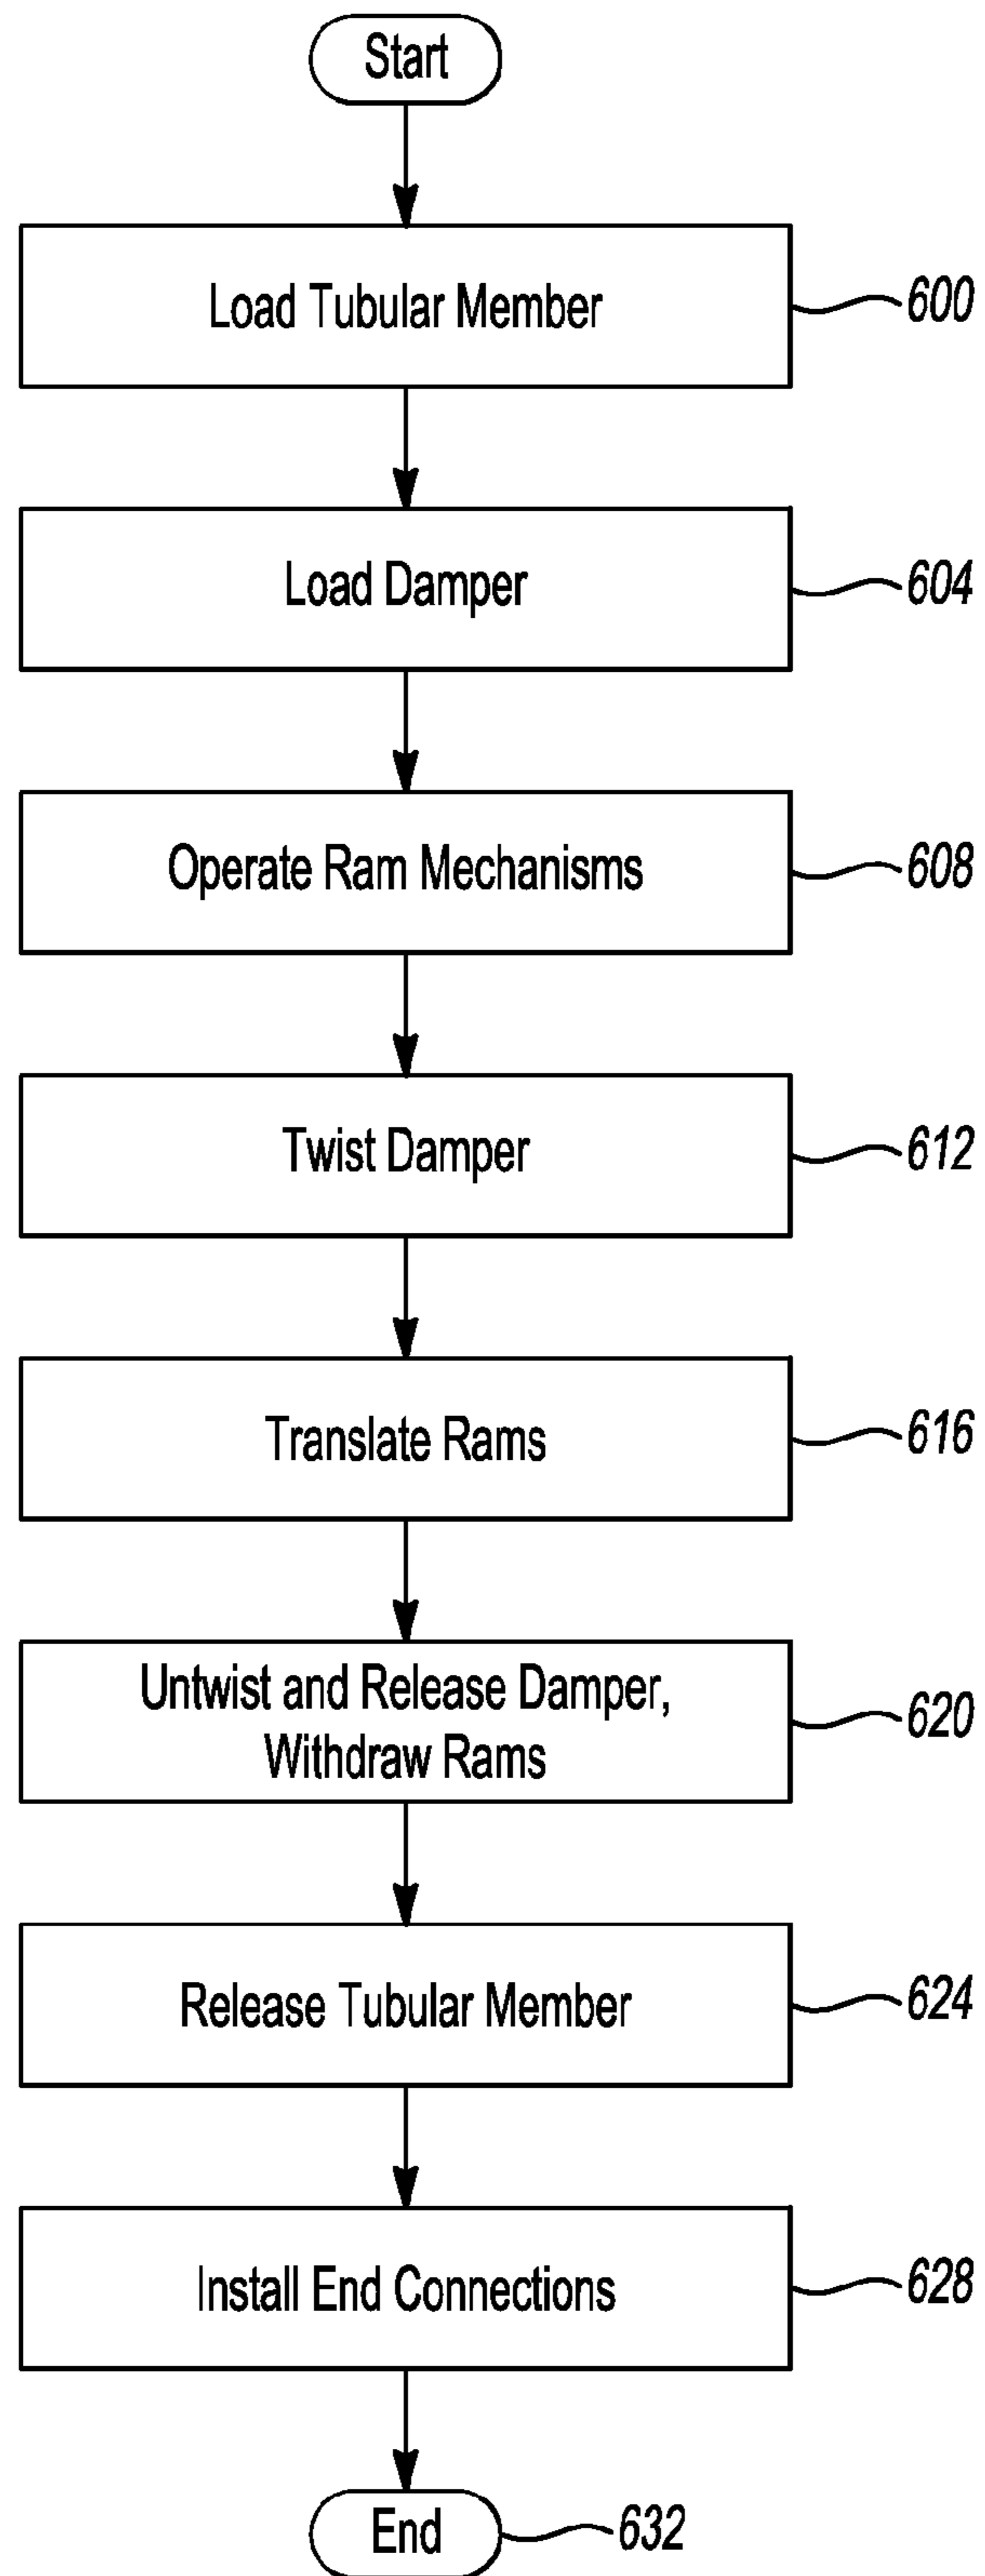 Start
Load Tubular Member
600
Load Damper
604
Operate Ram Mechanisms
608
Twist Damper
612
Translate Rams
616
Untwist and Release Damper,
Withdraw Rams
620
Release Tubular Member
624
Install End Connections
628
End
632